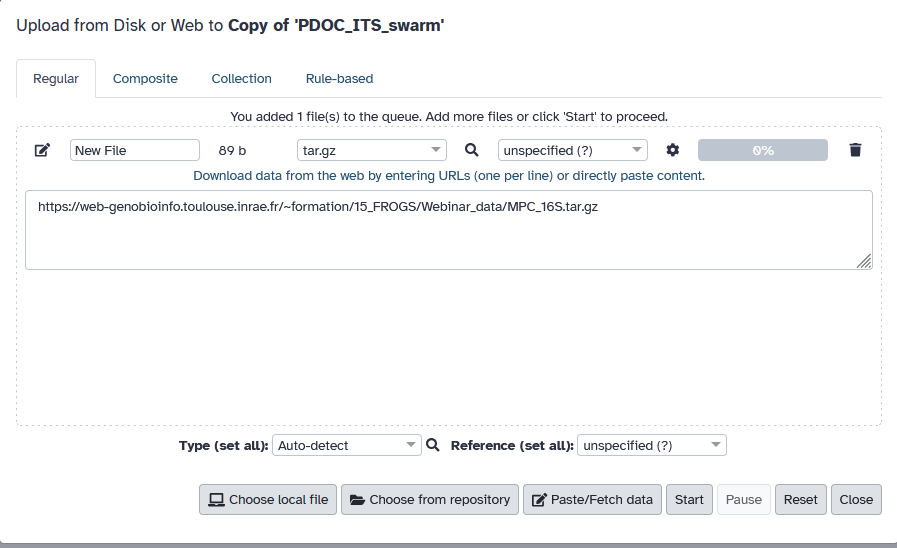 Upload from Disk or Web to Copy of 'PDOC_ITS_swarm'
Regular Composite Collection Rule-based
You added 1 file(s) to the queue. Add more files or click 'Start' to proceed.
New File 89 b tar.gz unspecified (?) 0%
Download data from the web by entering URLs (one per line) or directly paste content.
https://web-genobioinfo.toulouse.inrae.fr/~formation/15_FROGS/Webinar_data/MPC_16S.tar.gz
Type (set all): Auto-detect Reference (set all): unspecified (?)
Choose local file Choose from repository Paste/Fetch data Start Pause Reset Close